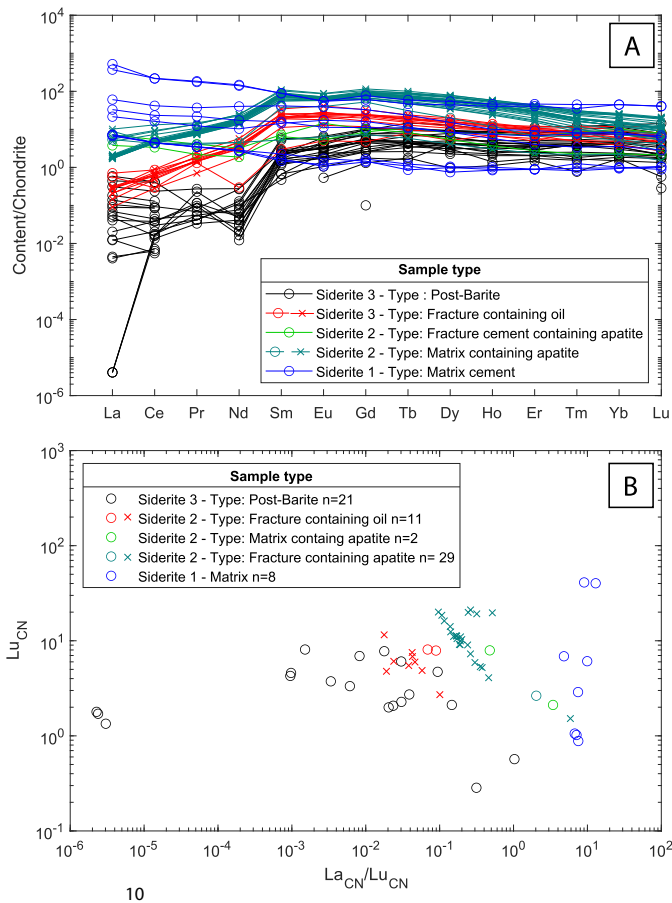 A
10^4
10^2
10^0
10^-2
10^-4
10^-6
Content/Chondrite
Sample type
Siderite 3 - Type : Post-Barite
Siderite 3 - Type: Fracture containing oil
Siderite 2 - Type: Fracture cement containing apatite
Siderite 2 - Type: Matrix containing apatite
Siderite 1 - Type: Matrix cement
La Ce Pr Nd Sm Eu Gd Tb Dy Ho Er Tm Yb Lu
B
10^3
10^2
10^1
10^0
10^-1
Lu_CN
Sample type
Siderite 3 - Type: Post-Barite n=21
Siderite 2 - Type: Fracture containing oil n=11
Siderite 2 - Type: Matrix containg apatite n=2
Siderite 2 - Type: Fracture containing apatite n= 29
Siderite 1 - Matrix n=8
10^-6 10^-5 10^-4 10^-3 10^-2 10^-1 10^0 10^1 10^2
La_CN/Lu_CN
10